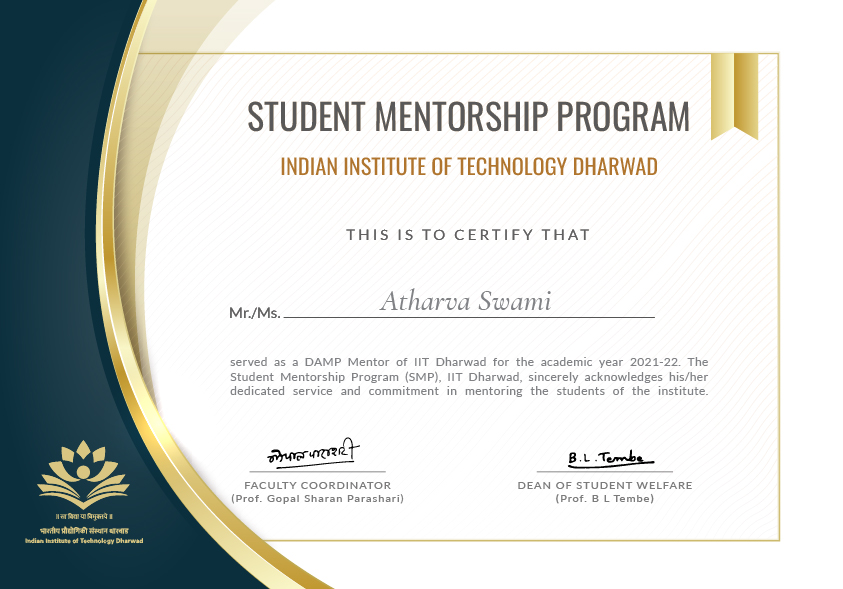 STUDENT MENTORSHIP PROGRAM
INDIAN INSTITUTE OF TECHNOLOGY DHARWAD
THIS IS TO CERTIFY THAT
Mr./Ms. Atharva Swami
served as a DAMP Mentor of IIT Dharwad for the academic year 2021-22. The
Student Mentorship Program (SMP), IIT Dharwad, sincerely acknowledges his/her
dedicated service and commitment in mentoring the students of the institute.
B.L.Tembe
FACULTY COORDINATOR
(Prof. Gopal Sharan Parashari)
DEAN OF STUDENT WELFARE
(Prof. B L Tembe)
॥ सा विद्या या विमुक्तये ॥
भारतीय प्रौद्योगिकी संस्थान धारवाड
Indian Institute of Technology Dharwad